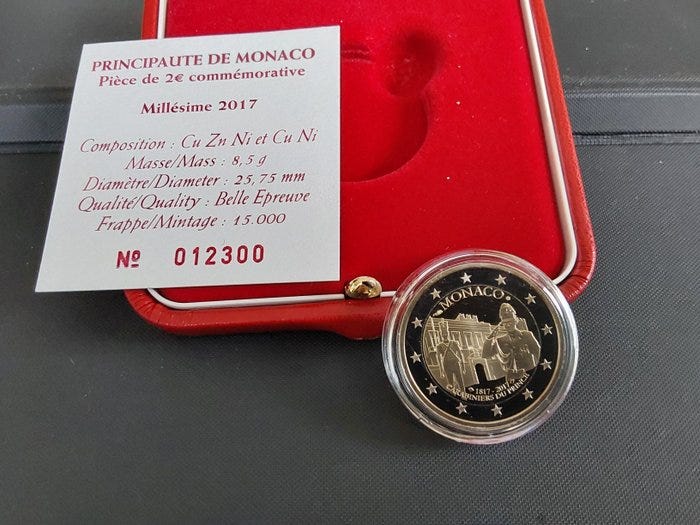 PRINCIPAUTE DE MONACO
Pièce de 2€ commémorative
Millésime 2017
Composition : Cu Zn Ni et Cu Ni
Masse/Mass : 8,5 g
Diamètre/Diameter : 25,75 mm
Qualité/Quality : Belle Epreuve
Frappe/Mintage : 15.000
Nº 012300
MONACO
1817 - 2017
CARABINIERS DU PRINCE